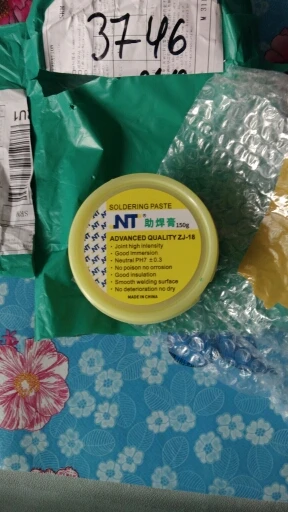 3746
SOLDERING PASTE
NT® 助焊膏 150g
ADVANCED QUALITY ZJ-18
• Joint high intensity
• Good immersion
• Neutral PH7 ±0.3
• No poison no corrosion
• Good insulation
• Smooth welding surface
• No deterioration no dry
MADE IN CHINA